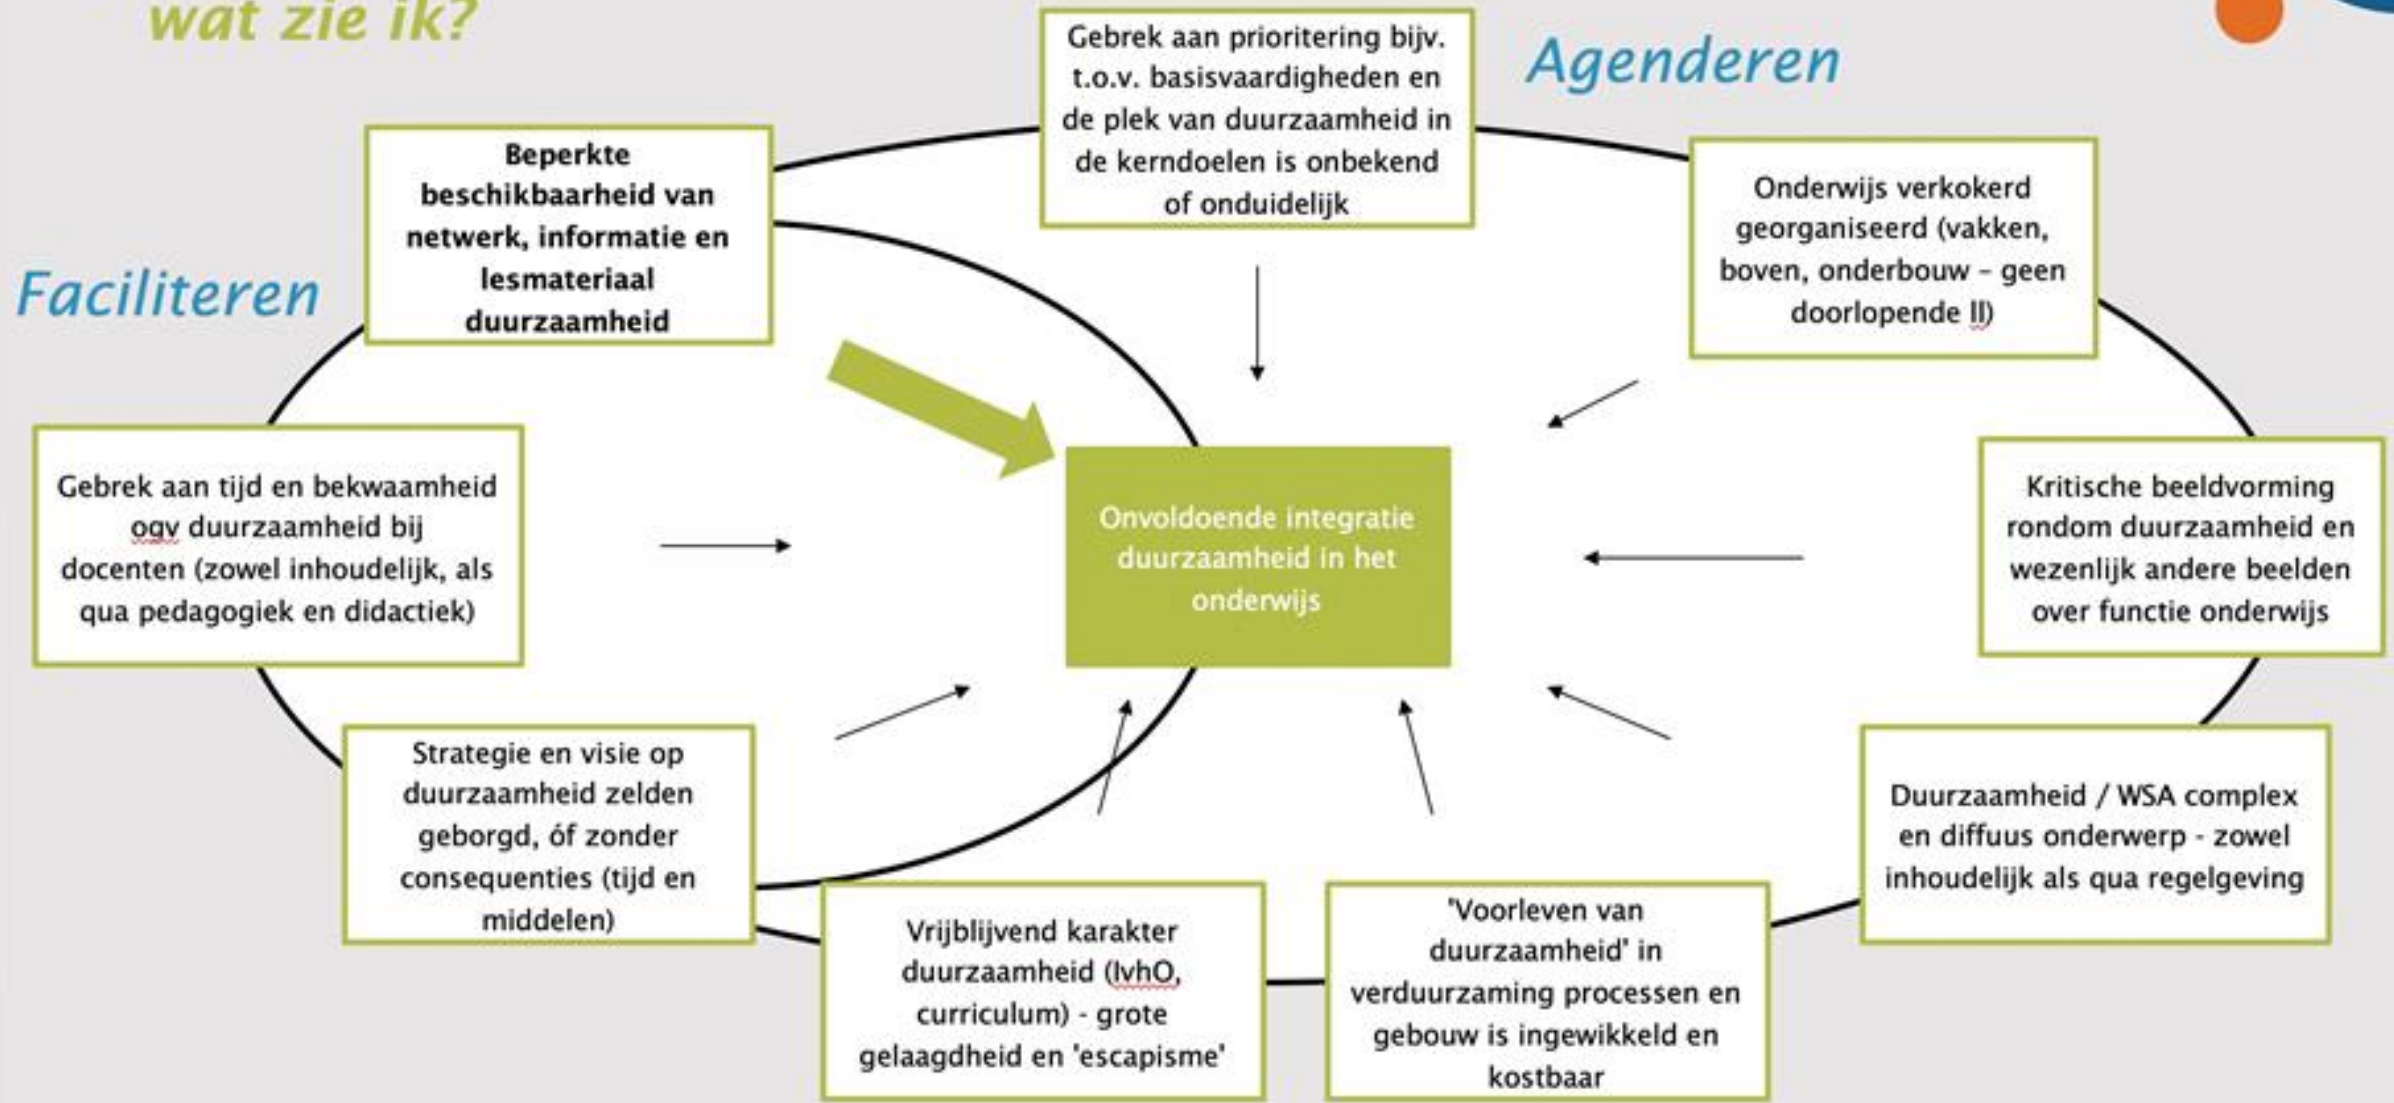 wat zie ik?
Gebrek aan prioritering bijv.
t.o.v. basisvaardigheden en
de plek van duurzaamheid in
de kerndoelen is onbekend
of onduidelijk
Agenderen
Beperkte
beschikbaarheid van
netwerk, informatie en
lesmateriaal
duurzaamheid
Onderwijs verkokerd
georganiseerd (vakken,
boven, onderbouw – geen
doorlopende ll)
Faciliteren
Gebrek aan tijd en bekwaamheid
ogv duurzaamheid bij
docenten (zowel inhoudelijk, als
qua pedagogiek en didactiek)
Onvoldoende integratie
duurzaamheid in het
onderwijs
Kritische beeldvorming
rondom duurzaamheid en
wezenlijk andere beelden
over functie onderwijs
Strategie en visie op
duurzaamheid zelden
geborgd, óf zonder
consequenties (tijd en
middelen)
Vrijblijvend karakter
duurzaamheid (IvhO,
curriculum) - grote
gelaagdheid en 'escapisme'
'Voorleven van
duurzaamheid' in
verduurzaming processen en
gebouw is ingewikkeld en
kostbaar
Duurzaamheid / WSA complex
en diffuus onderwerp - zowel
inhoudelijk als qua regelgeving